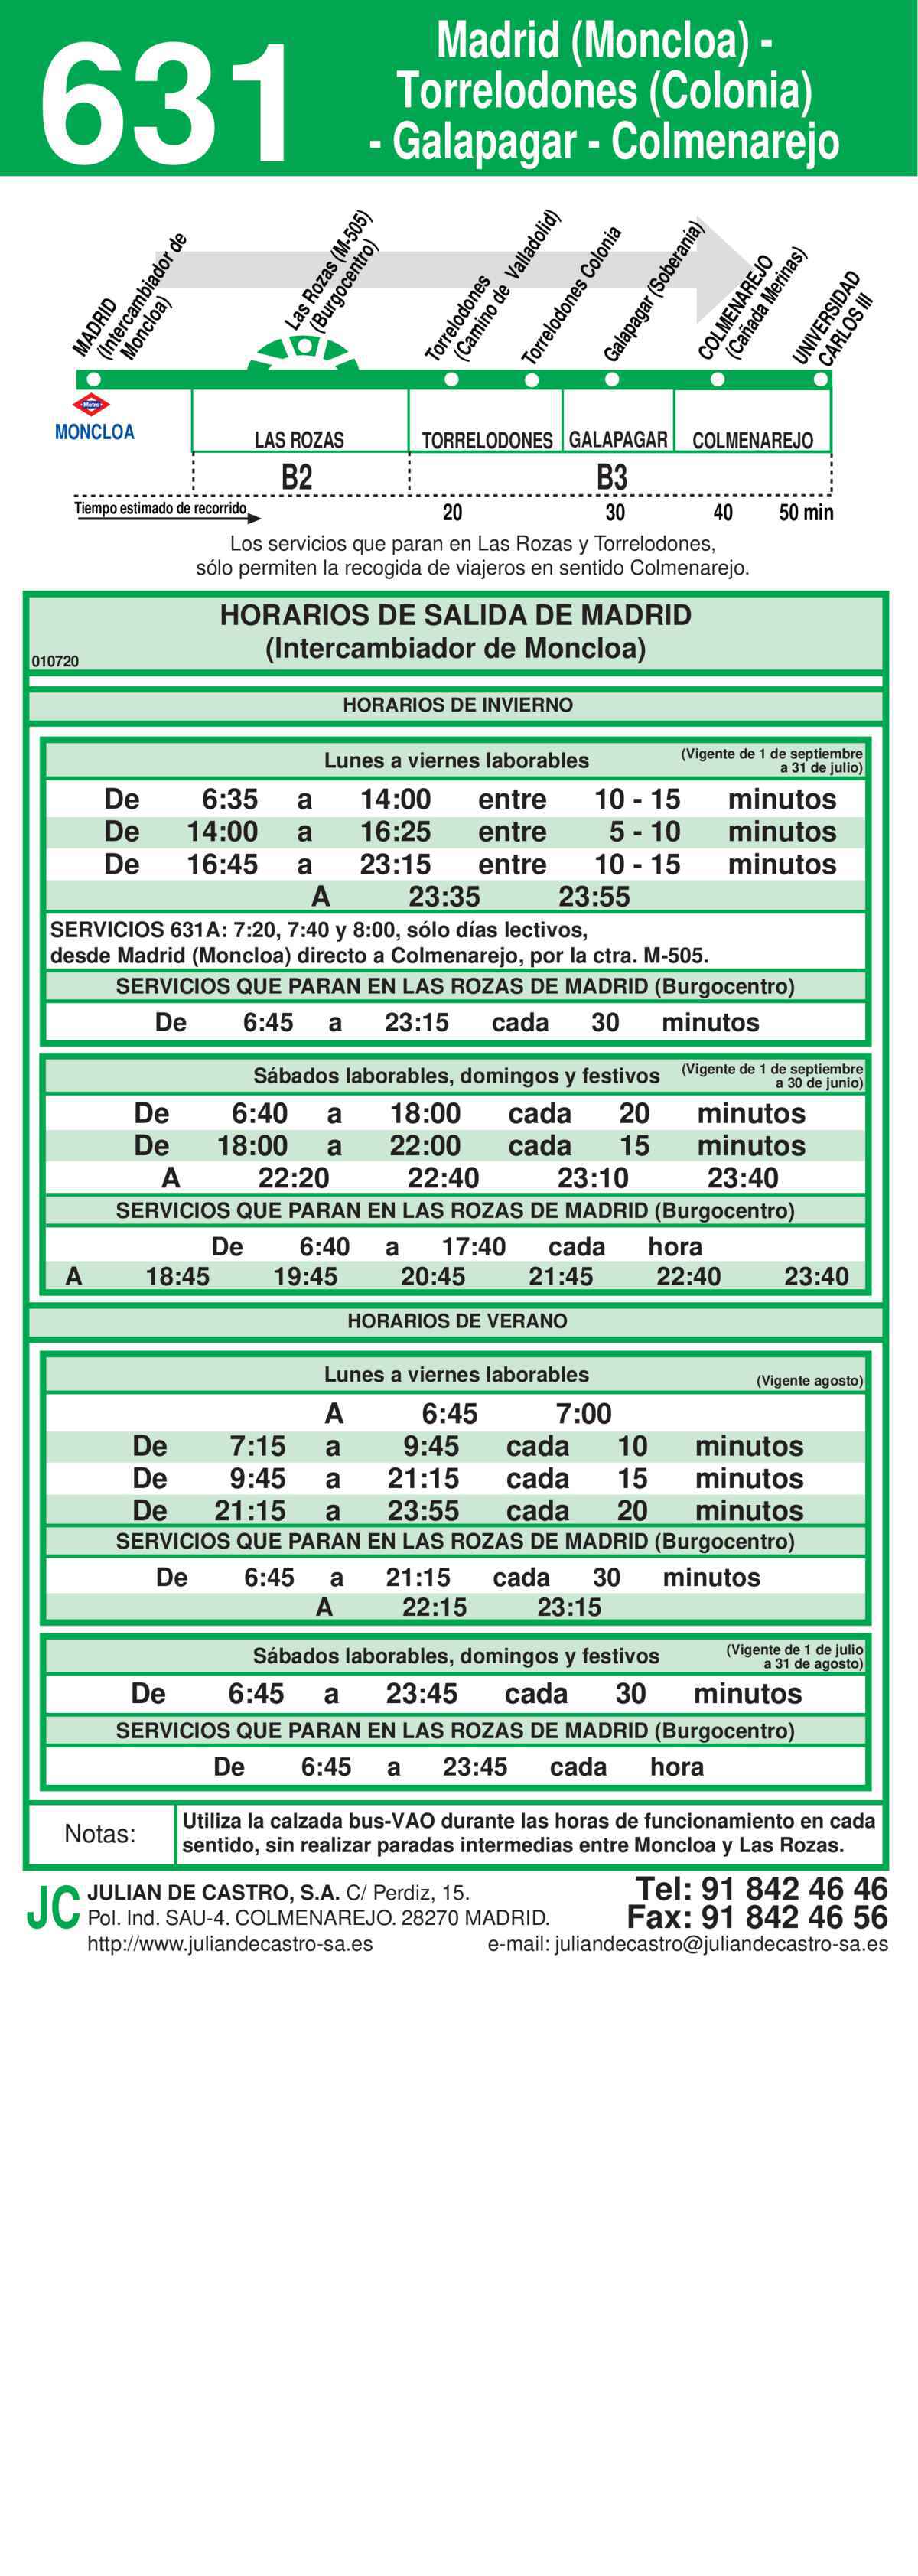 631
Madrid (Moncloa) -
Torrelodones (Colonia)
- Galapagar - Colmenarejo
MADRID
(Intercambiador de
Moncloa)
Las Rozas (M-505)
(Burgocentro)
Torrelodones
(Camino de Valladolid)
Torrelodones Colonia
Galapagar (Soberanía)
COLMENAREJO
(Cañada Merinas)
UNIVERSIDAD
CARLOS III
Metro
MONCLOA
LAS ROZAS TORRELODONES GALAPAGAR COLMENAREJO
B2 B3
Tiempo estimado de recorrido 20 30 40 50 min
Los servicios que paran en Las Rozas y Torrelodones,
sólo permiten la recogida de viajeros en sentido Colmenarejo.
HORARIOS DE SALIDA DE MADRID
(Intercambiador de Moncloa)
010720
HORARIOS DE INVIERNO
Lunes a viernes laborables (Vigente de 1 de septiembre
a 31 de julio)
De 6:35 a 14:00 entre 10 - 15 minutos
De 14:00 a 16:25 entre 5 - 10 minutos
De 16:45 a 23:15 entre 10 - 15 minutos
A 23:35 23:55
SERVICIOS 631A: 7:20, 7:40 y 8:00, sólo días lectivos,
desde Madrid (Moncloa) directo a Colmenarejo, por la ctra. M-505.
SERVICIOS QUE PARAN EN LAS ROZAS DE MADRID (Burgocentro)
De 6:45 a 23:15 cada 30 minutos
Sábados laborables, domingos y festivos (Vigente de 1 de septiembre
a 30 de junio)
De 6:40 a 18:00 cada 20 minutos
De 18:00 a 22:00 cada 15 minutos
A 22:20 22:40 23:10 23:40
SERVICIOS QUE PARAN EN LAS ROZAS DE MADRID (Burgocentro)
De 6:40 a 17:40 cada hora
A 18:45 19:45 20:45 21:45 22:40 23:40
HORARIOS DE VERANO
Lunes a viernes laborables (Vigente agosto)
A 6:45 7:00
De 7:15 a 9:45 cada 10 minutos
De 9:45 a 21:15 cada 15 minutos
De 21:15 a 23:55 cada 20 minutos
SERVICIOS QUE PARAN EN LAS ROZAS DE MADRID (Burgocentro)
De 6:45 a 21:15 cada 30 minutos
A 22:15 23:15
Sábados laborables, domingos y festivos (Vigente de 1 de julio
a 31 de agosto)
De 6:45 a 23:45 cada 30 minutos
SERVICIOS QUE PARAN EN LAS ROZAS DE MADRID (Burgocentro)
De 6:45 a 23:45 cada hora
Notas: Utiliza la calzada bus-VAO durante las horas de funcionamiento en cada
sentido, sin realizar paradas intermedias entre Moncloa y Las Rozas.
JC JULIAN DE CASTRO, S.A. C/ Perdiz, 15. Tel: 91 842 46 46
Pol. Ind. SAU-4. COLMENAREJO. 28270 MADRID. Fax: 91 842 46 56
http://www.juliandecastro-sa.es e-mail: juliandecastro@juliandecastro-sa.es